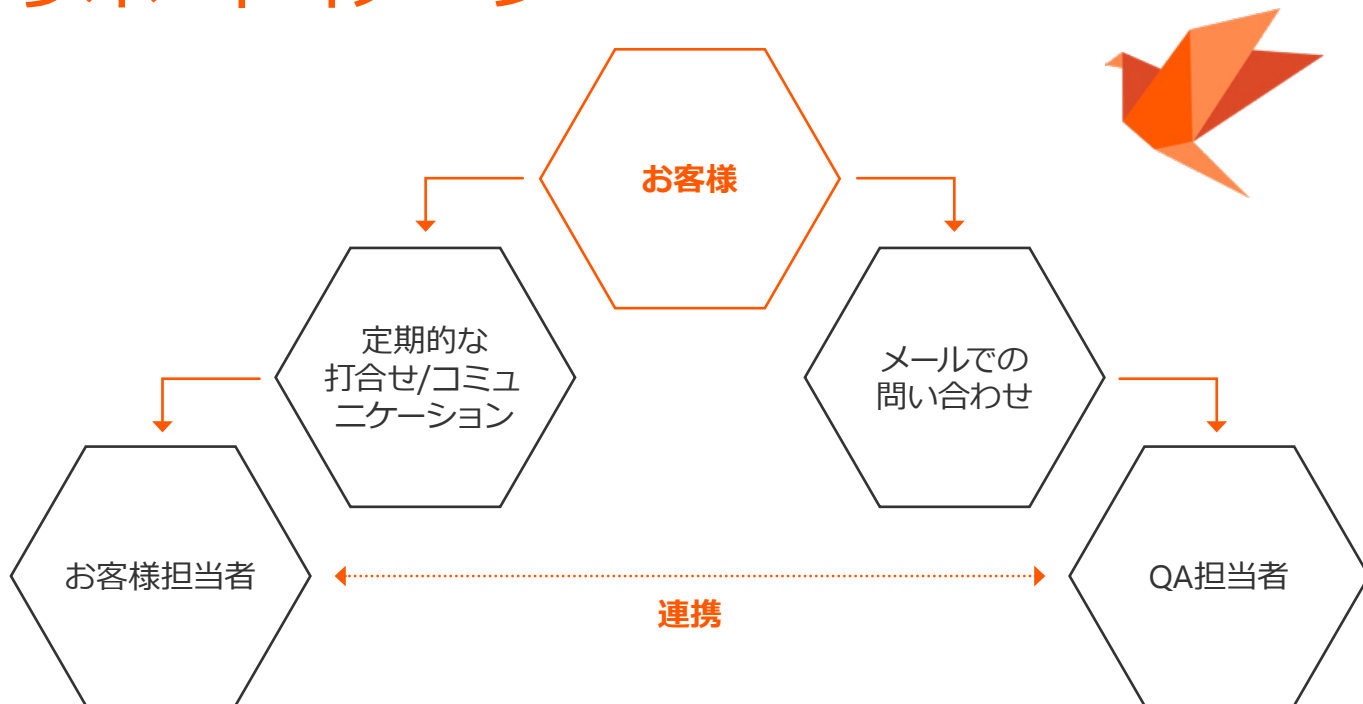 お客様
定期的な
打合せ/コミュ
ニケーション
メールでの
問い合わせ
お客様担当者
QA担当者
連携